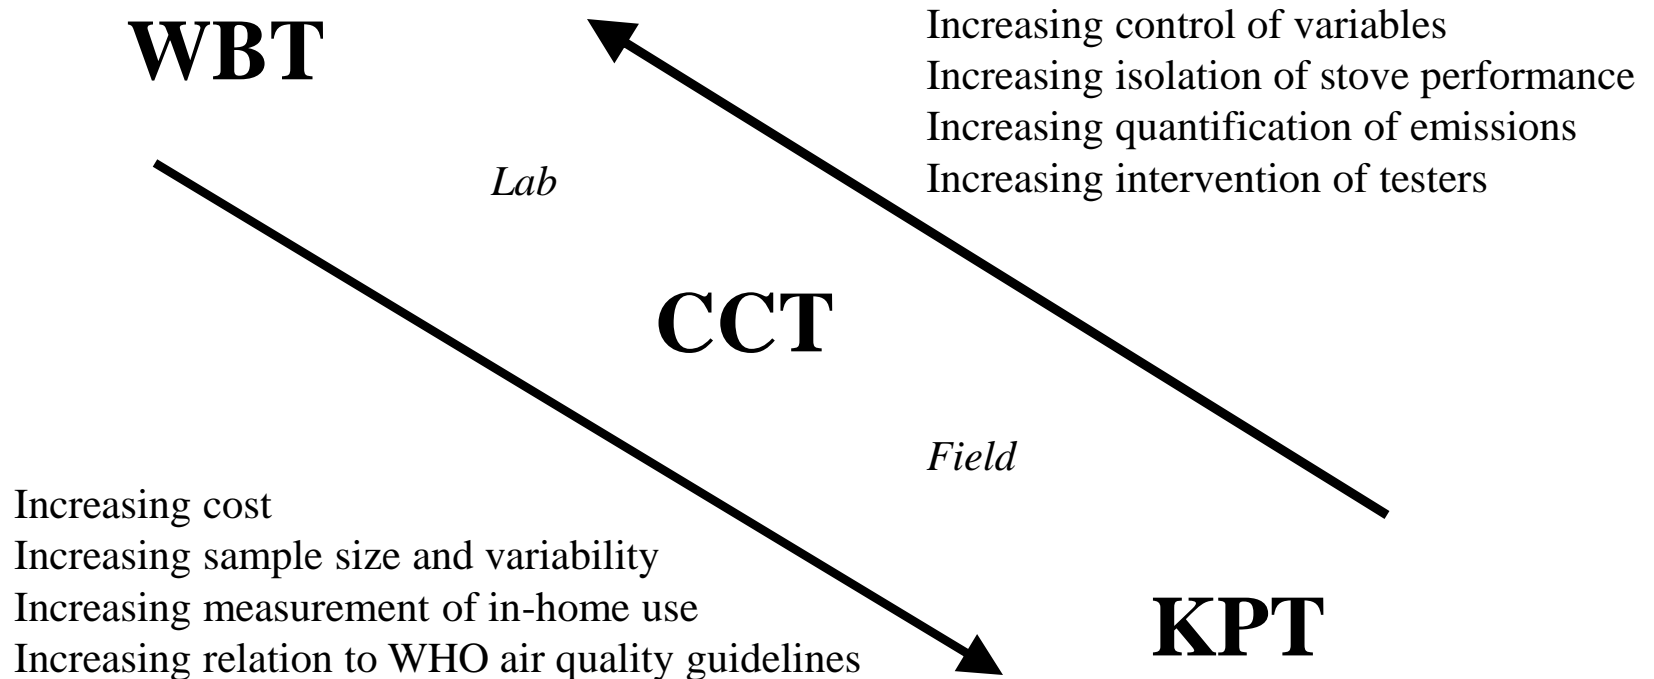 WBT
Increasing control of variables
Increasing isolation of stove performance
Increasing quantification of emissions
Increasing intervention of testers
Lab
CCT
Field
Increasing cost
Increasing sample size and variability
Increasing measurement of in-home use
Increasing relation to WHO air quality guidelines
KPT